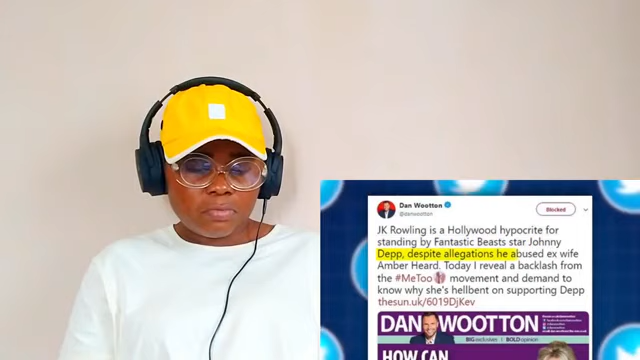 Dan Wootton
@danwootton
Blocked
JK Rowling is a Hollywood hypocrite for
standing by Fantastic Beasts star Johnny
Depp, despite allegations he abused ex wife
Amber Heard. Today I reveal a backlash from
the #MeToo movement and demand to
know why she's hellbent on supporting Depp
thesun.uk/6019DjKev
DAN WOOTTON
BIG exclusives | BOLD opinion
HOW CAN